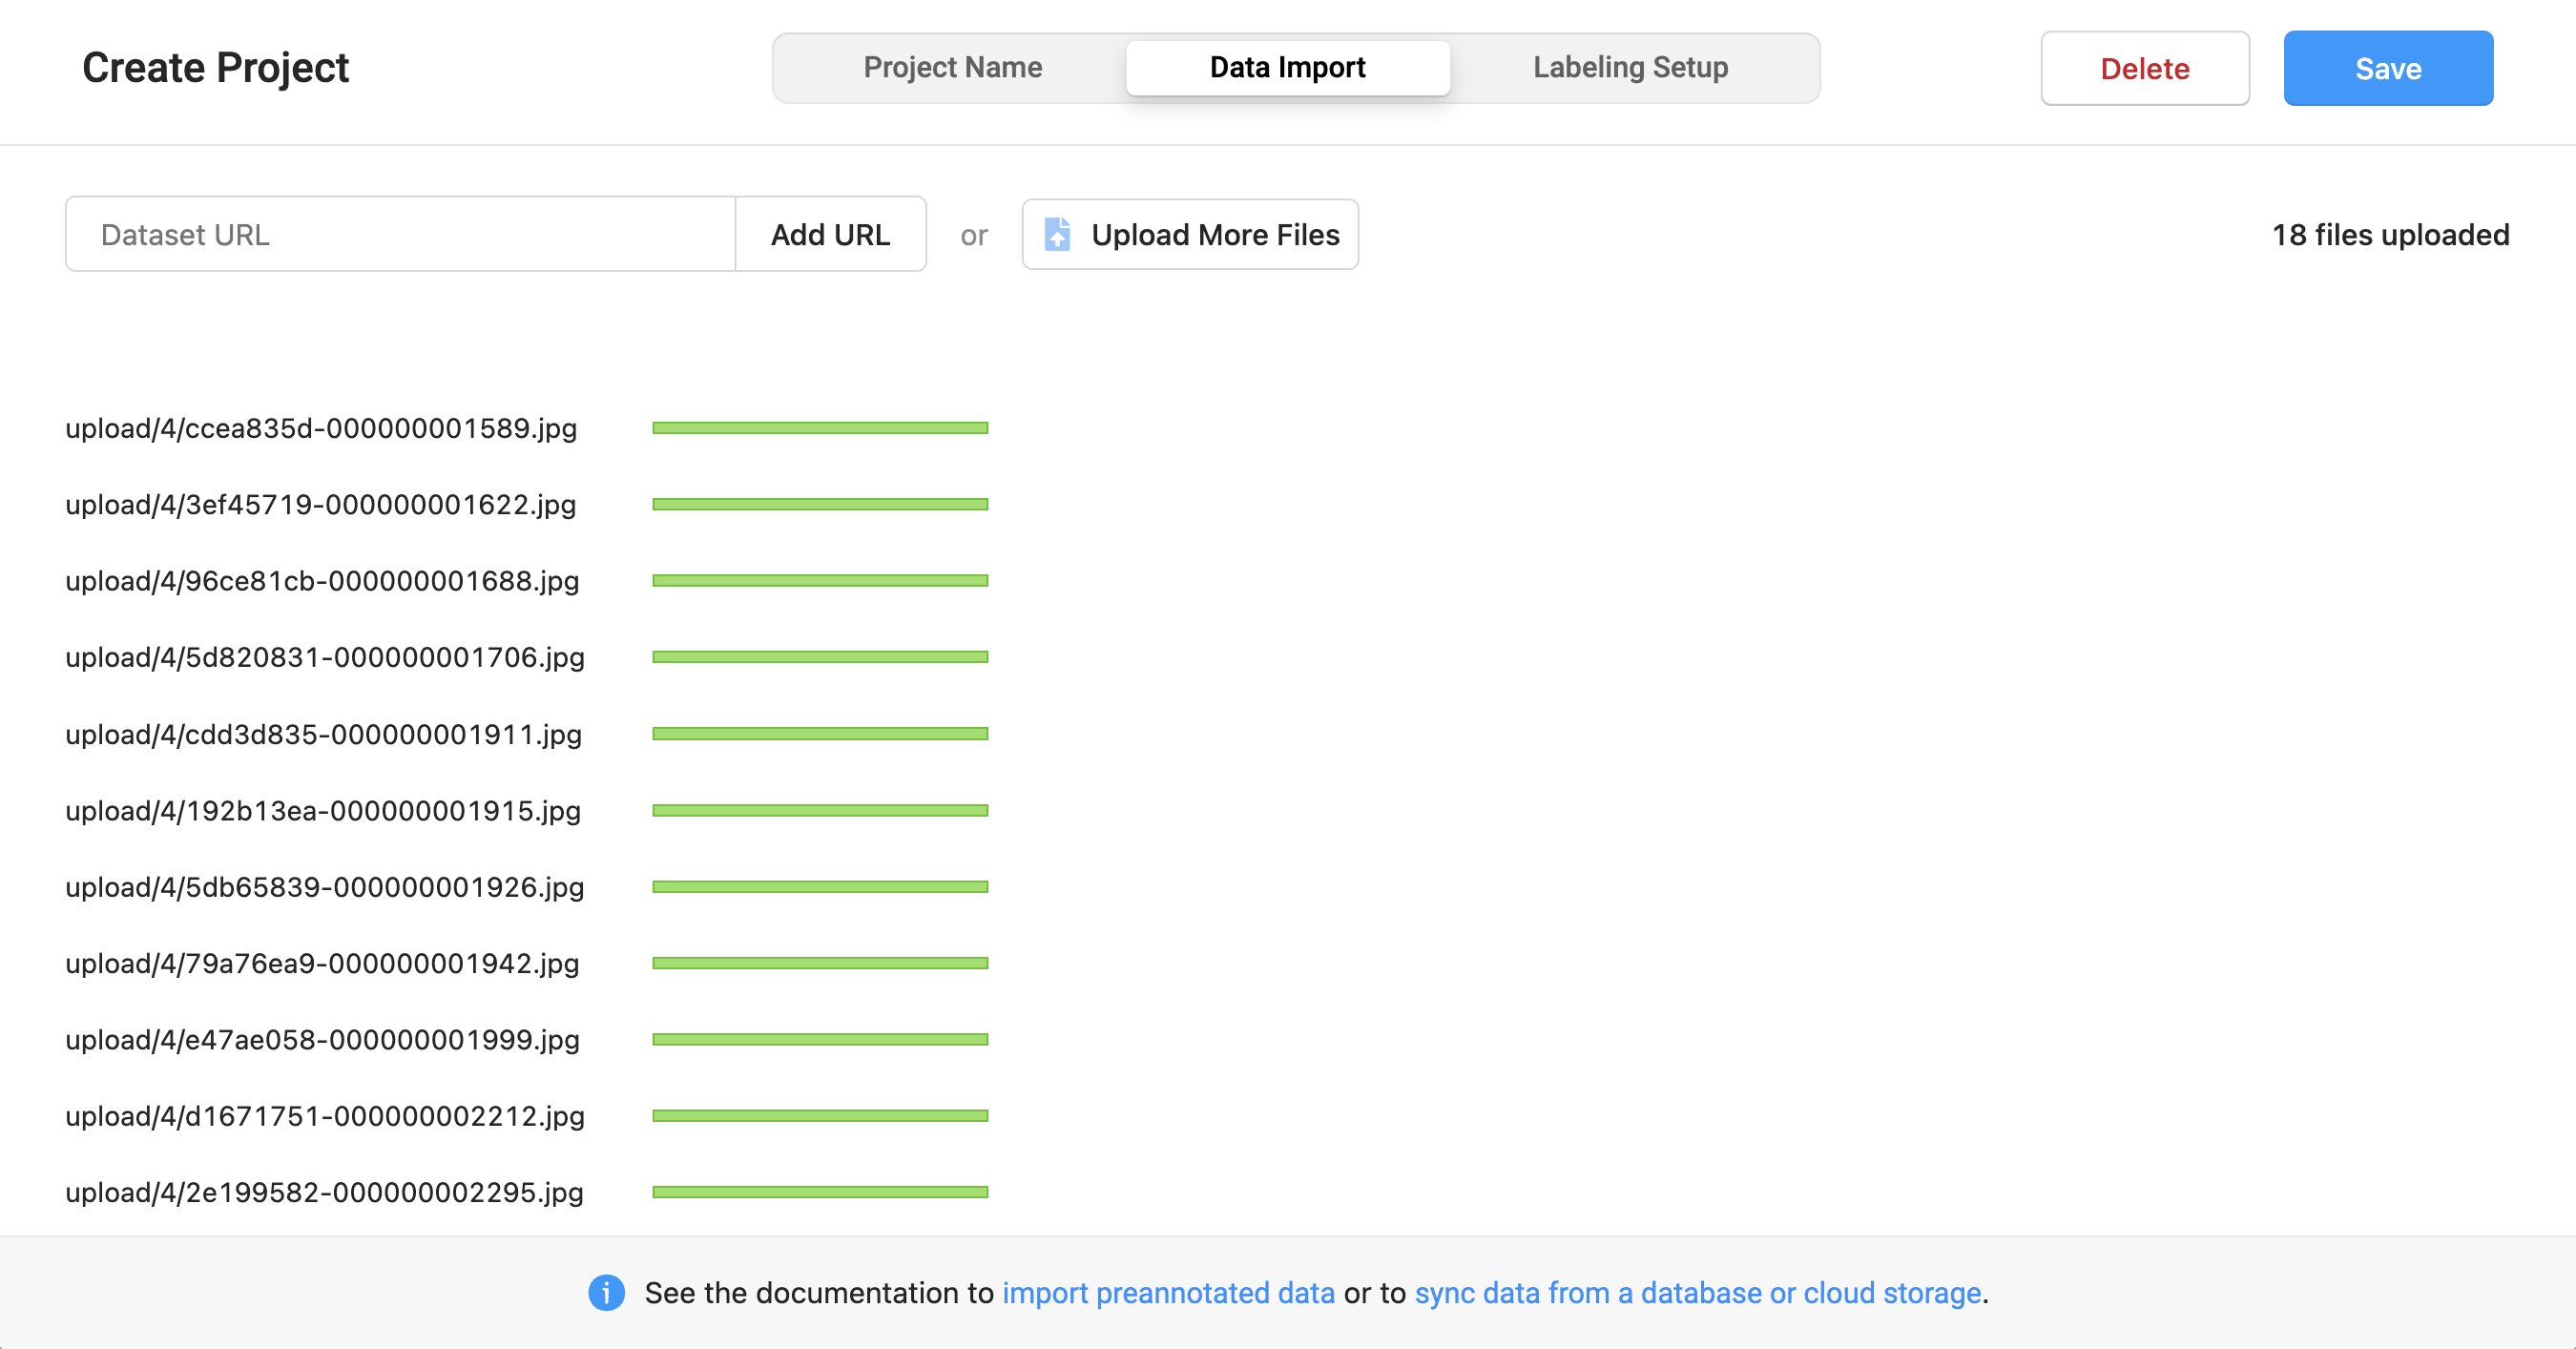 Create Project
Project Name
Data Import
Labeling Setup
Delete
Save
Dataset URL
Add URL
or
Upload More Files
18 files uploaded
upload/4/ccea835d-000000001589.jpg
upload/4/3ef45719-000000001622.jpg
upload/4/96ce81cb-000000001688.jpg
upload/4/5d820831-000000001706.jpg
upload/4/cdd3d835-000000001911.jpg
upload/4/192b13ea-000000001915.jpg
upload/4/5db65839-000000001926.jpg
upload/4/79a76ea9-000000001942.jpg
upload/4/e47ae058-000000001999.jpg
upload/4/d1671751-000000002212.jpg
upload/4/2e199582-000000002295.jpg
See the documentation to import preannotated data or to sync data from a database or cloud storage.